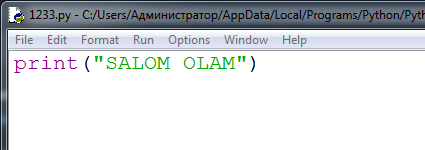 1233.py - C:/Users/Администратор/AppData/Local/Programs/Python/Pyth
File Edit Format Run Options Window Help
print("SALOM OLAM")